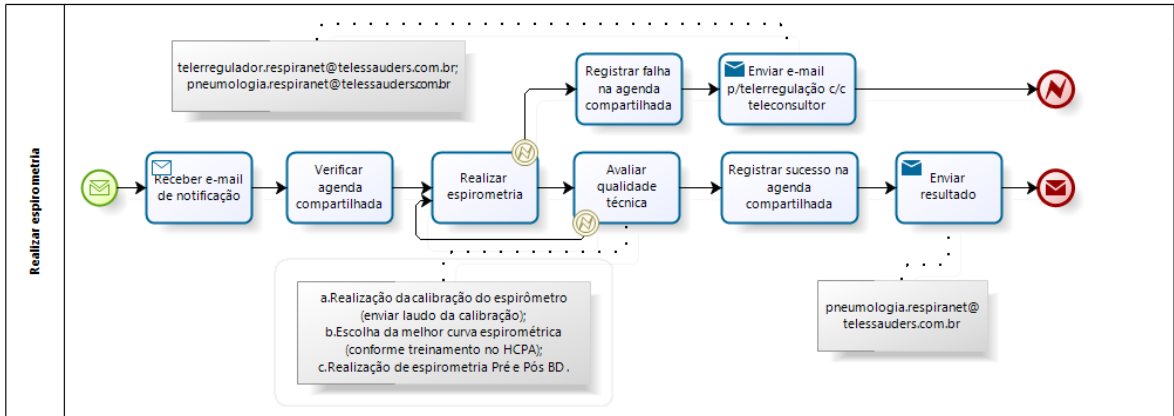 Realizar espirometria
telerregulador.respiranet@telessauders.com.br;
pneumologia.respiranet@telessauders.com.br
Registrar falha
na agenda
compartilhada
Enviar e-mail
p/telerregulação c/c
teleconsultor
Receber e-mail
de notificação
Verificar
agenda
compartilhada
Realizar
espirometria
Avaliar
qualidade
técnica
Registrar sucesso na
agenda
compartilhada
Enviar
resultado
a.Realização da calibração do espirômetro
(enviar laudo da calibração);
b.Escolha da melhor curva espirométrica
(conforme treinamento no HCPA);
c.Realização de espirometria Pré e Pós BD.
pneumologia.respiranet@
telessauders.com.br